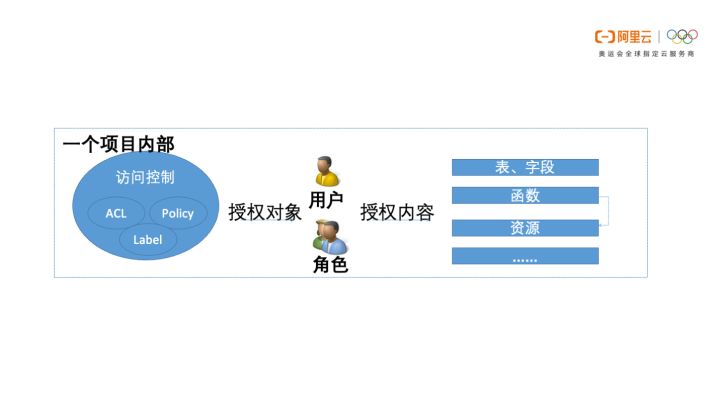 阿里云
奥运会全球指定云服务商
一个项目内部
访问控制
ACL
Policy
Label
授权对象
用户
角色
授权内容
表、字段
函数
资源
......